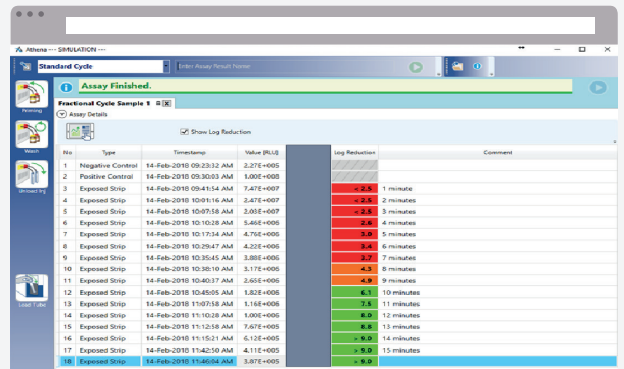 Athena --- SIMULATION ---
Standard Cycle
Enter Assay Result Name
Assay Finished.
Fractional Cycle Sample 1
Assay Details
Priming
Show Log Reduction
No Type Timestamp Value [RLU] Log Reduction Comment
Wash
1 Negative Control 14-Feb-2018 09:23:32 AM 2.27E+005
2 Positive Control 14-Feb-2018 09:30:03 AM 1.00E+008
3 Exposed Strip 14-Feb-2018 09:41:54 AM 7.47E+007 < 2.5 1 minute
4 Exposed Strip 14-Feb-2018 10:01:16 AM 2.47E+007 < 2.5 2 minutes
Unload Inj
5 Exposed Strip 14-Feb-2018 10:07:58 AM 2.03E+007 < 2.5 3 minutes
6 Exposed Strip 14-Feb-2018 10:10:28 AM 5.46E+006 2.6 4 minutes
7 Exposed Strip 14-Feb-2018 10:17:34 AM 4.76E+006 3.0 5 minutes
8 Exposed Strip 14-Feb-2018 10:29:47 AM 4.22E+006 3.4 6 minutes
9 Exposed Strip 14-Feb-2018 10:35:45 AM 3.88E+006 3.7 7 minutes
10 Exposed Strip 14-Feb-2018 10:38:10 AM 3.17E+006 4.3 8 minutes
11 Exposed Strip 14-Feb-2018 10:40:37 AM 2.65E+006 4.9 9 minutes
12 Exposed Strip 14-Feb-2018 10:45:05 AM 1.82E+006 6.1 10 minutes
13 Exposed Strip 14-Feb-2018 11:07:58 AM 1.16E+006 7.5 11 minutes
Load Tube
14 Exposed Strip 14-Feb-2018 11:10:28 AM 1.00E+006 8.0 12 minutes
15 Exposed Strip 14-Feb-2018 11:12:58 AM 7.67E+005 8.8 13 minutes
16 Exposed Strip 14-Feb-2018 11:15:21 AM 6.12E+005 > 9.0 14 minutes
17 Exposed Strip 14-Feb-2018 11:42:50 AM 4.11E+005 > 9.0 15 minutes
18 Exposed Strip 14-Feb-2018 11:46:04 AM 3.87E+005 > 9.0